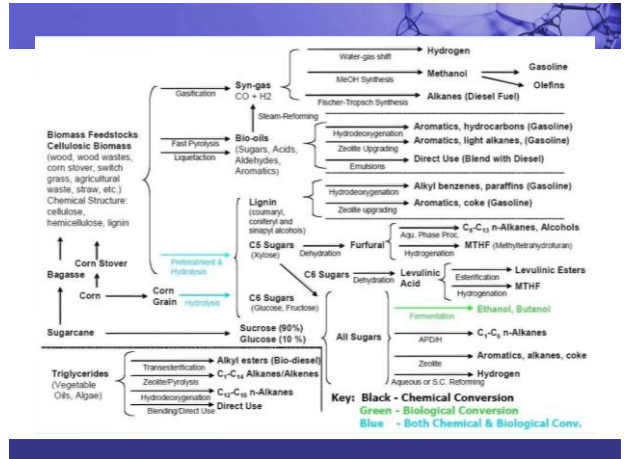 Biomass Feedstocks
Cellulosic Biomass
(wood, wood wastes,
corn stover, switch
grass, agricultural
waste, straw, etc.)
Chemical Structure:
cellulose,
hemicellulose, lignin
Corn Stover
Bagasse
Corn
Corn
Grain
Sugarcane
Gasification
Syn-gas
CO + H2
Water-gas shift
Hydrogen
MeOH Synthesis
Methanol
Gasoline
Olefins
Fischer-Tropsch Synthesis
Alkanes (Diesel Fuel)
Steam-Reforming
Fast Pyrolysis
Liquefaction
Bio-oils
(Sugars, Acids,
Aldehydes,
Aromatics)
Hydrodeoxygenation
Aromatics, hydrocarbons (Gasoline)
Zeolite Upgrading
Aromatics, light alkanes, (Gasoline)
Emulsions
Direct Use (Blend with Diesel)
Pretreatment &
Hydrolysis
Hydrolysis
Lignin
(coumaryl,
coniferyl and
sinapyl alcohols)
Hydrodeoxygenation
Alkyl benzenes, paraffins (Gasoline)
Zeolite upgrading
Aromatics, coke (Gasoline)
C5 Sugars
(Xylose)
Dehydration
Furfural
Aqu. Phase Proc.
C₈-C₁₃ n-Alkanes, Alcohols
Hydrogenation
MTHF (Methyltetrahydrofuran)
C6 Sugars
Dehydration
Levulinic
Acid
Esterification
Levulinic Esters
Hydrogenation
MTHF
C6 Sugars
(Glucose, Fructose)
Sucrose (90%)
Glucose (10 %)
All Sugars
Fermentation
Ethanol, Butanol
APD/H
C₁-C₆ n-Alkanes
Zeolite
Aromatics, alkanes, coke
Aqueous or S.C. Reforming
Hydrogen
Triglycerides
(Vegetable
Oils, Algae)
Transesterification
Alkyl esters (Bio-diesel)
Zeolite/Pyrolysis
C₁-C₁₄ Alkanes/Alkenes
Hydrodeoxygenation
C₁₂-C₁₈ n-Alkanes
Blending/Direct Use
Direct Use
Key: Black - Chemical Conversion
Green - Biological Conversion
Blue - Both Chemical & Biological Conv.